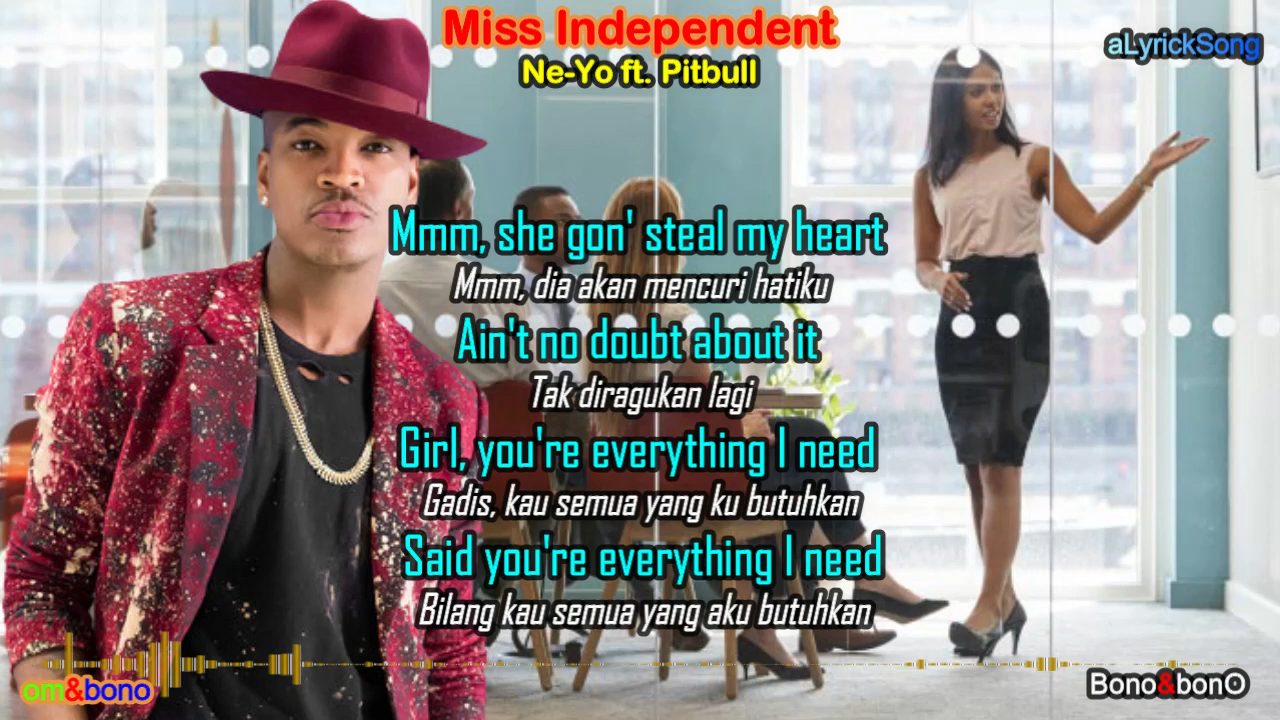 Miss Independent
aLyrickSong
Ne-Yo ft. Pitbull
Mmm, she gon' steal my heart
Mmm, dia akan mencuri hatiku
Ain't no doubt about it
Tak diragukan lagi
Girl, you're everything I need
Gadis, kau semua yang ku butuhkan
Said you're everything I need
Bilang kau semua yang aku butuhkan
om&bono
Bono&bonO